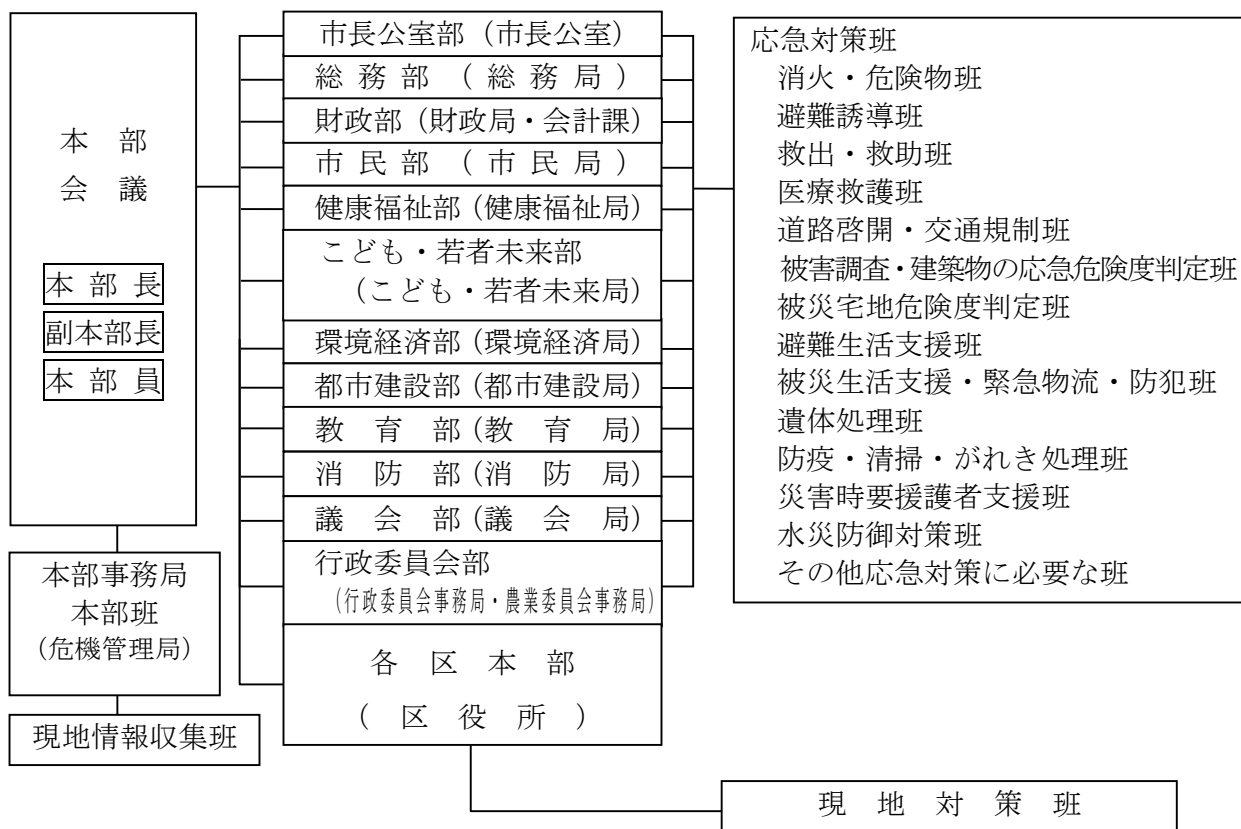 本部
会議
本部長
副本部長
本部員
本部事務局
本部班
(危機管理局)
現地情報収集班
市長公室部（市長公室）
総務部（総務局）
財政部（財政局・会計課）
市民部（市民局）
健康福祉部（健康福祉局）
こども・若者未来部
（こども・若者未来局）
環境経済部（環境経済局）
都市建設部（都市建設局）
教育部（教育局）
消防部（消防局）
議会部（議会局）
行政委員会部
（行政委員会事務局・農業委員会事務局）
各区本部
（区役所）
応急対策班
消火・危険物班
避難誘導班
救出・救助班
医療救護班
道路啓開・交通規制班
被害調査・建築物の応急危険度判定班
被災宅地危険度判定班
避難生活支援班
被災生活支援・緊急物流・防犯班
遺体処理班
防疫・清掃・がれき処理班
災害時要援護者支援班
水災防御対策班
その他応急対策に必要な班
現地対策班